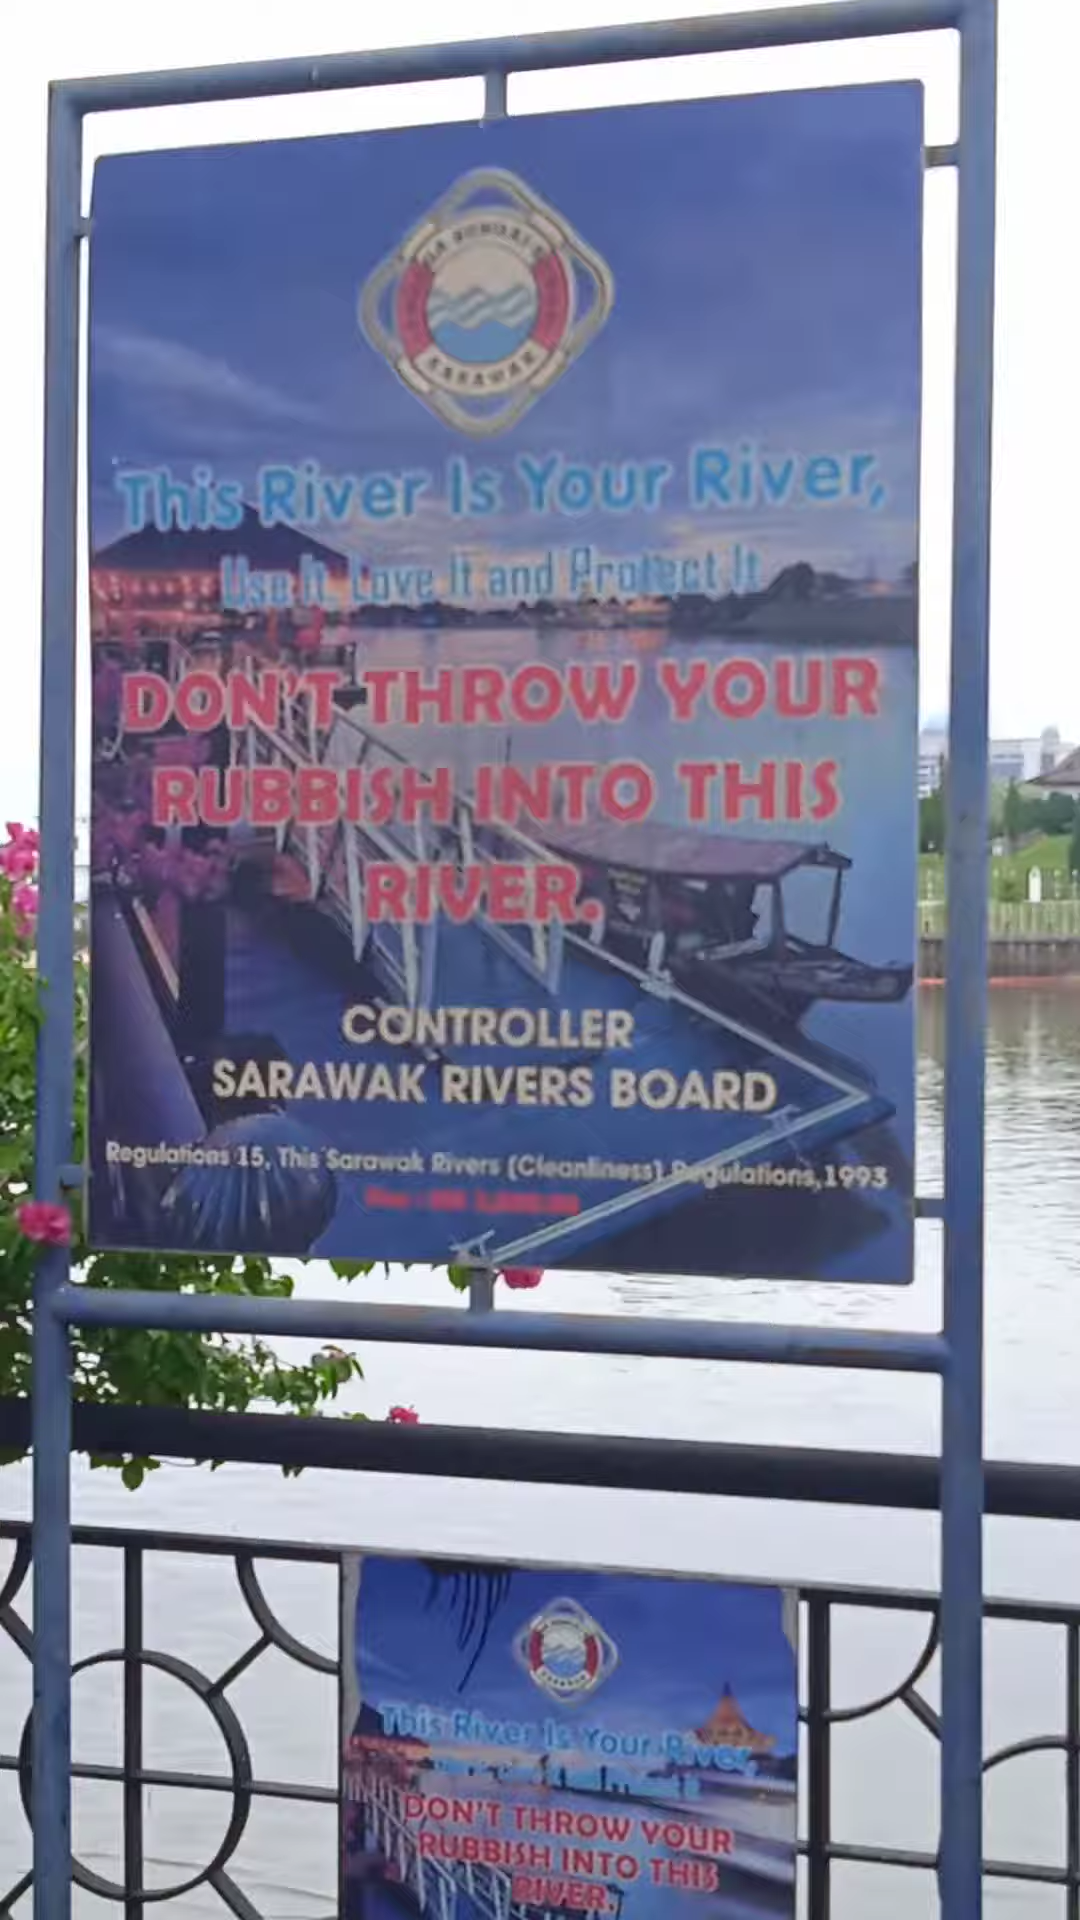 SARAWAK
This River Is Your River,
Use It, Love It and Protect It
DON'T THROW YOUR
RUBBISH INTO THIS
RIVER.
CONTROLLER
SARAWAK RIVERS BOARD
Regulations 15, This Sarawak Rivers (Cleanliness) Regulations,1993
This River Is Your River,
DON'T THROW YOUR
RUBBISH INTO THIS
RIVER.